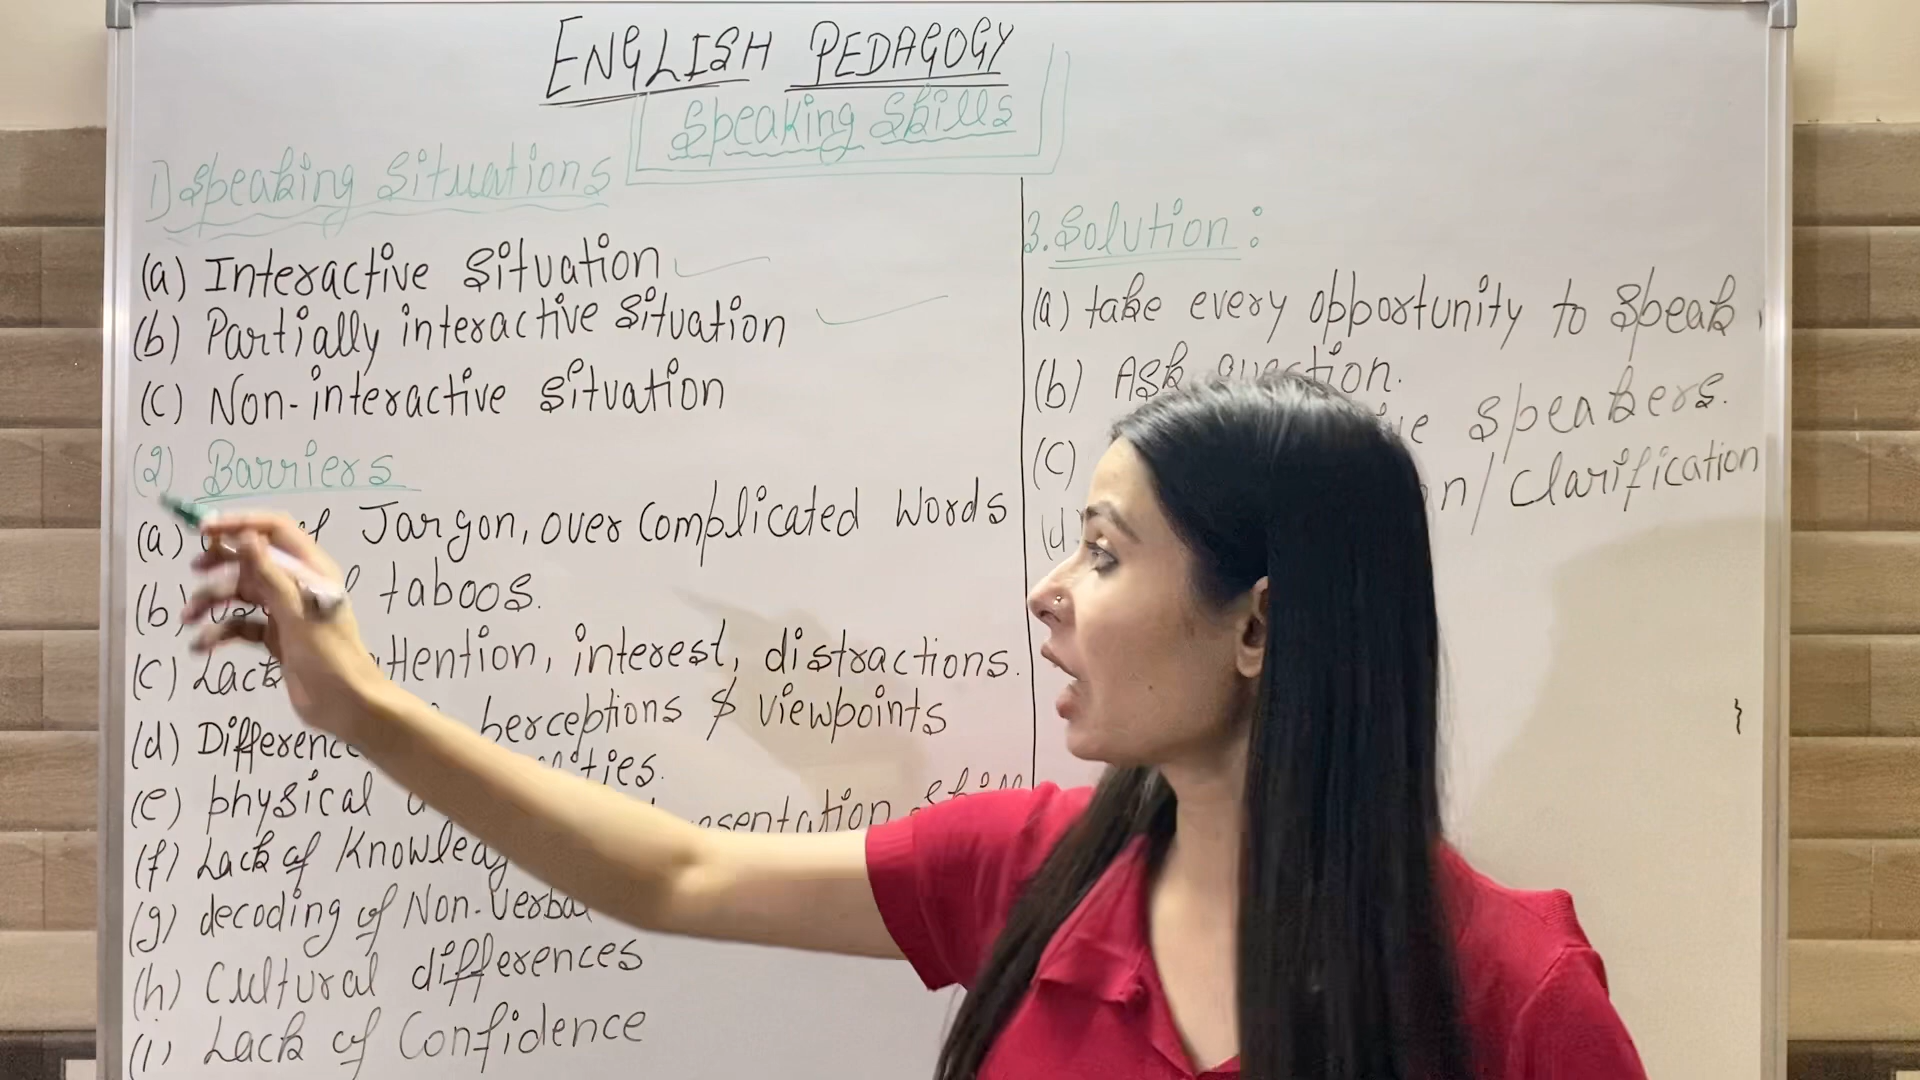 ENGLISH PEDAGOGY
Speaking Skills
1) Speaking Situations
(a) Interactive Situation
(b) Partially interactive Situation
(c) Non-interactive Situation
(2) Barriers
(a) Jargon, over complicated words
(b) taboos.
(c) Lack attention, interest, distractions.
(d) perceptions & viewpoints
(e) physical
(f) Lack of
(g) decoding of Non-Verbal
(h) Cultural differences
(i) Lack of Confidence
3. Solution :
(a) take every opportunity to speak
(b) Ask question.
(c) speakers.
(d) / Clarification